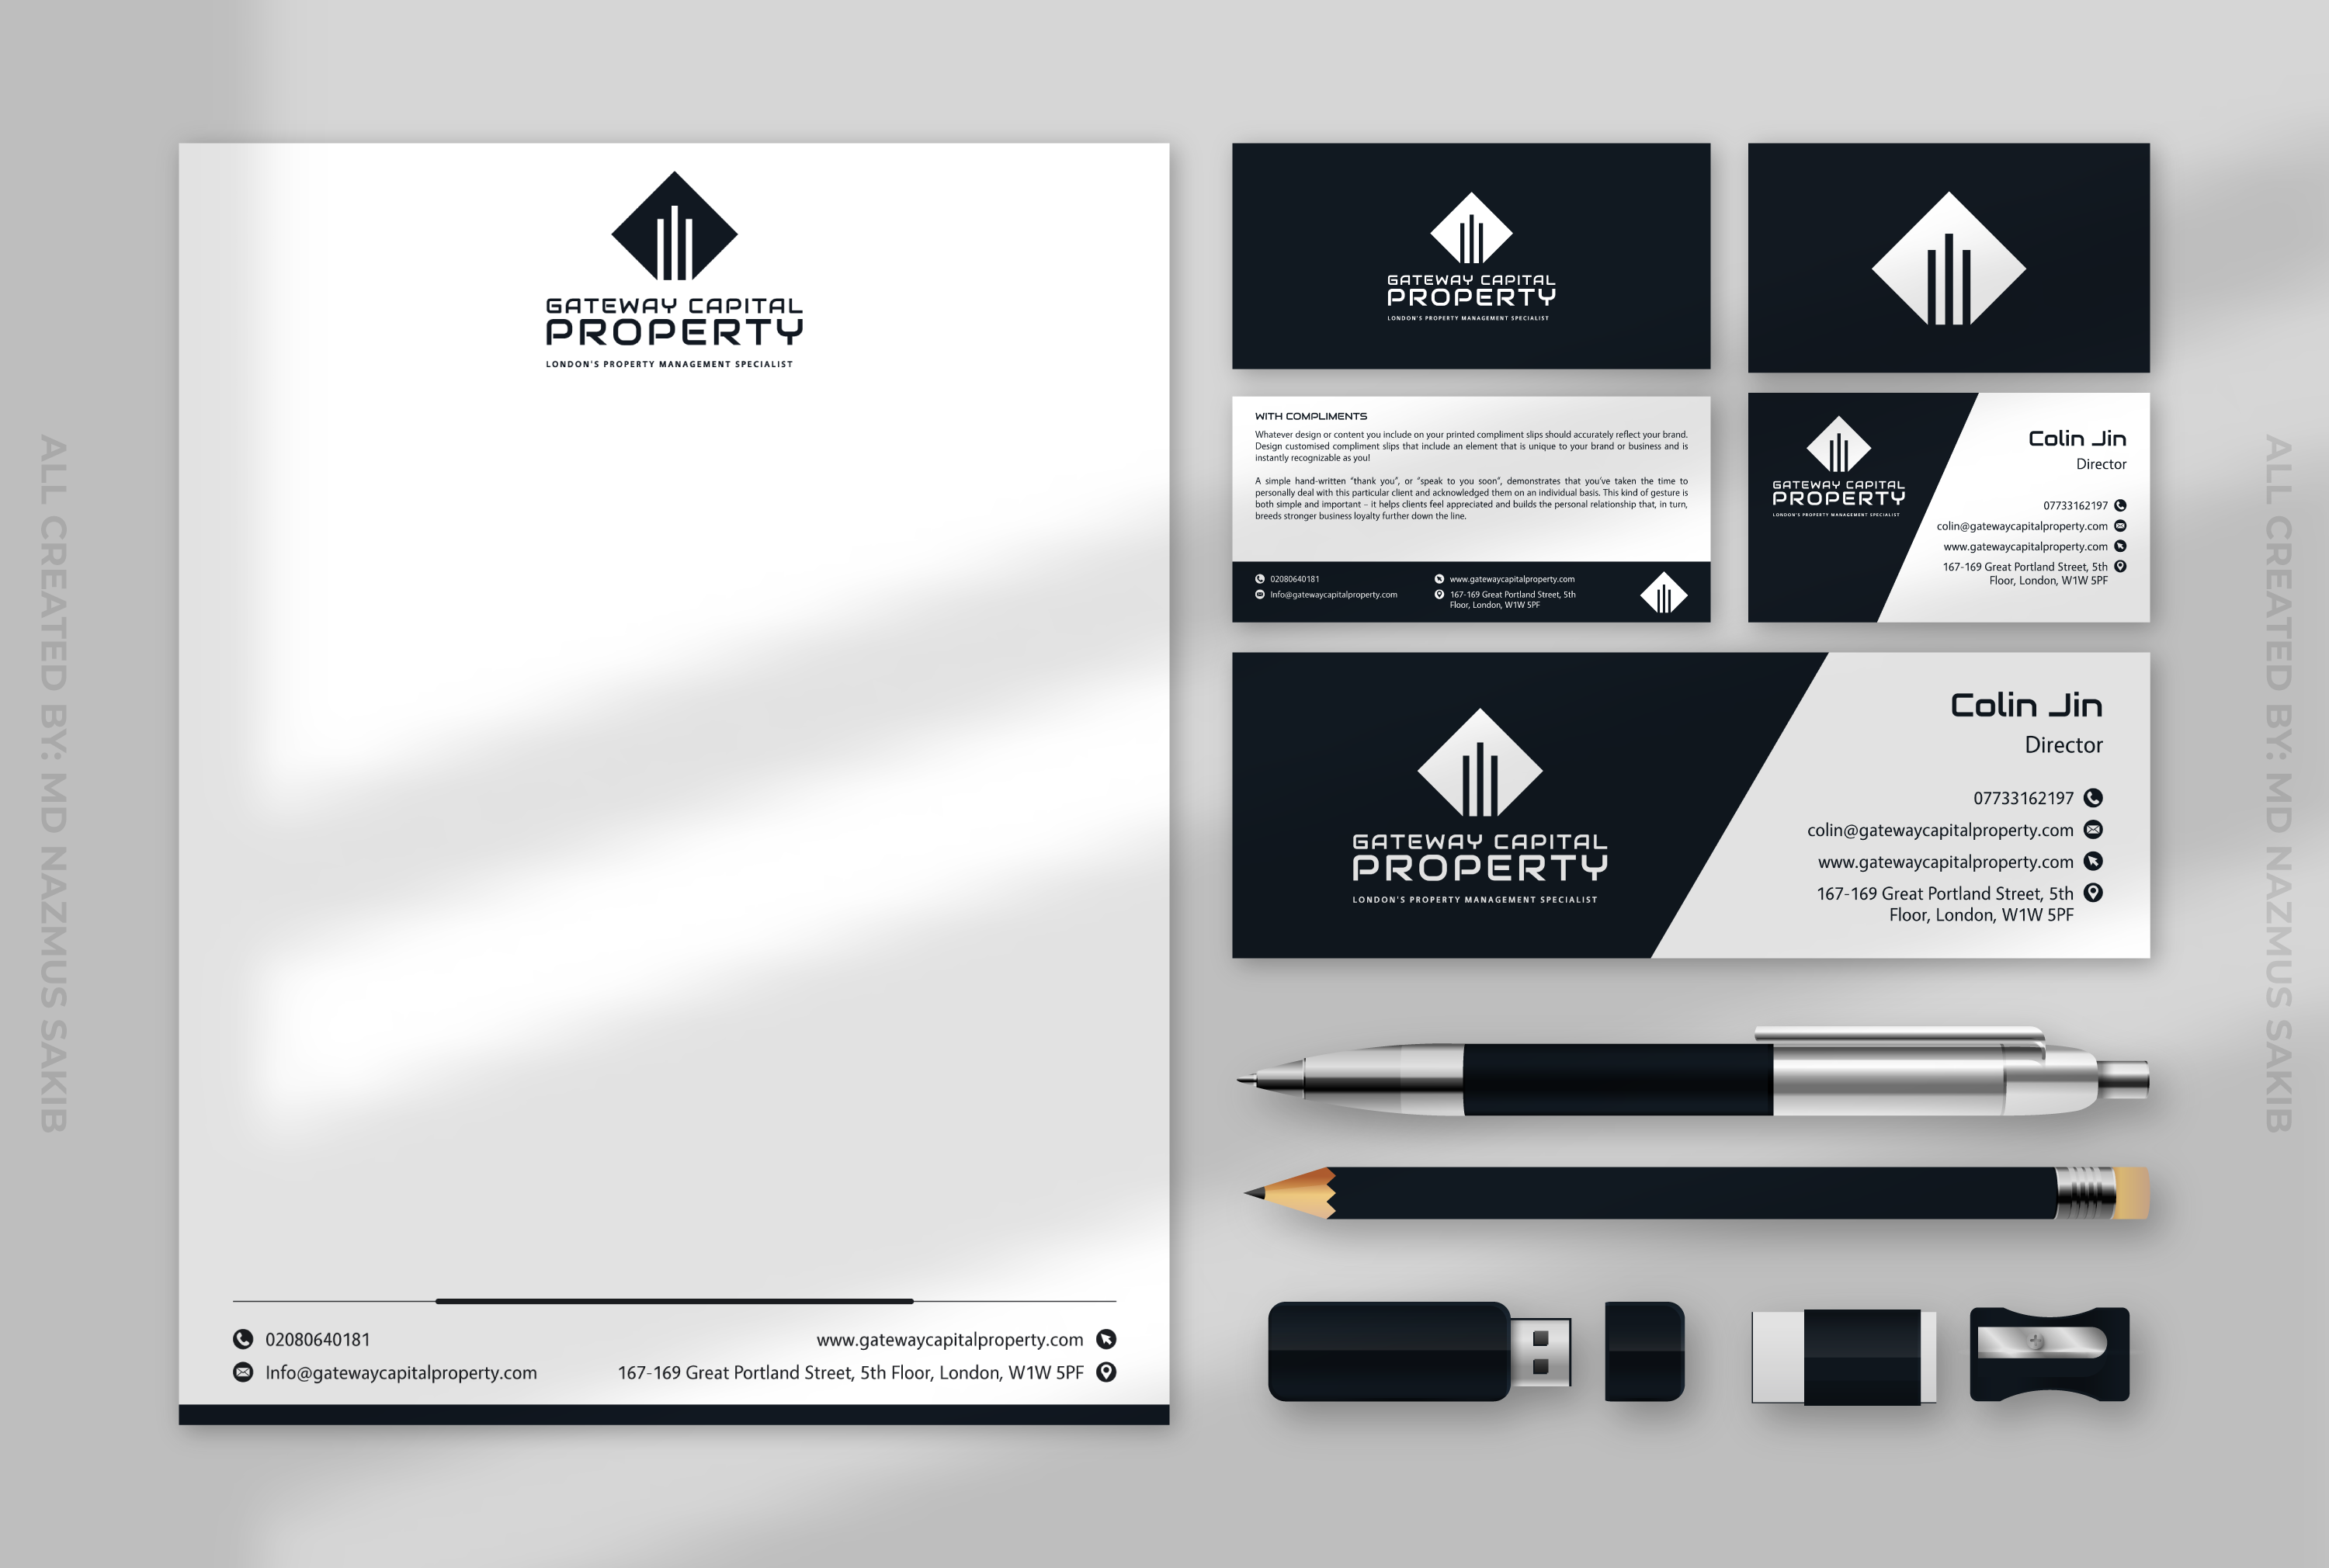 ALL CREATED BY: MD NAZMUS SAKIB
GATEWAY CAPITAL
PROPERTY
LONDON'S PROPERTY MANAGEMENT SPECIALIST
02080640181
www.gatewaycapitalproperty.com
Info@gatewaycapitalproperty.com
167-169 Great Portland Street, 5th Floor, London, W1W 5PF
GATEWAY CAPITAL
PROPERTY
LONDON'S PROPERTY MANAGEMENT SPECIALIST
WITH COMPLIMENTS
Whatever design or content you include on your printed compliment slips should accurately reflect your brand.
Design customised compliment slips that include an element that is unique to your brand or business and is
instantly recognizable as you!
A simple hand-written “thank you”, or “speak to you soon”, demonstrates that you’ve taken the time to
personally deal with this particular client and acknowledged them on an individual basis. This kind of gesture is
both simple and important – it helps clients feel appreciated and builds the personal relationship that, in turn,
breeds stronger business loyalty further down the line.
02080640181
Info@gatewaycapitalproperty.com
www.gatewaycapitalproperty.com
167-169 Great Portland Street, 5th
Floor, London, W1W 5PF
GATEWAY CAPITAL
PROPERTY
LONDON'S PROPERTY MANAGEMENT SPECIALIST
Colin Jin
Director
07733162197
colin@gatewaycapitalproperty.com
www.gatewaycapitalproperty.com
167-169 Great Portland Street, 5th
Floor, London, W1W 5PF
GATEWAY CAPITAL
PROPERTY
LONDON'S PROPERTY MANAGEMENT SPECIALIST
Colin Jin
Director
07733162197
colin@gatewaycapitalproperty.com
www.gatewaycapitalproperty.com
167-169 Great Portland Street, 5th
Floor, London, W1W 5PF
ALL CREATED BY: MD NAZMUS SAKIB